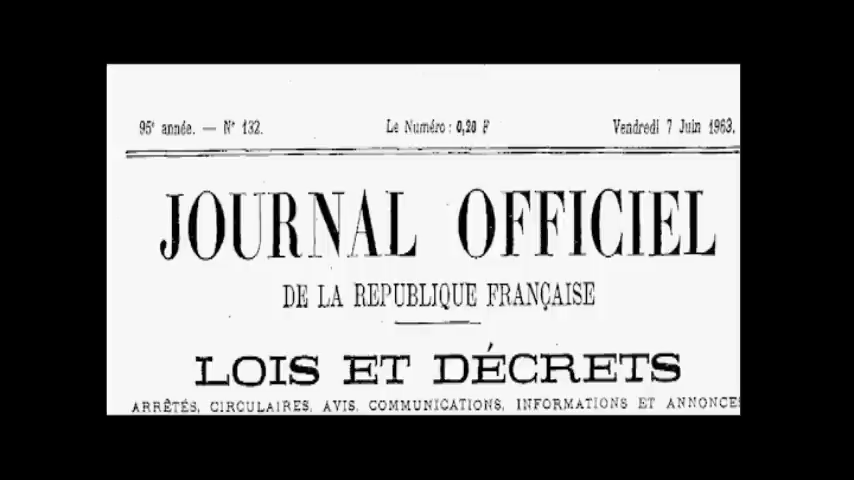 95e année. — N° 132. Le Numéro : 0,20 F Vendredi 7 Juin 1963.
JOURNAL OFFICIEL
DE LA REPUBLIQUE FRANÇAISE
LOIS ET DÉCRETS
ARRÊTÉS, CIRCULAIRES, AVIS, COMMUNICATIONS, INFORMATIONS ET ANNONCES